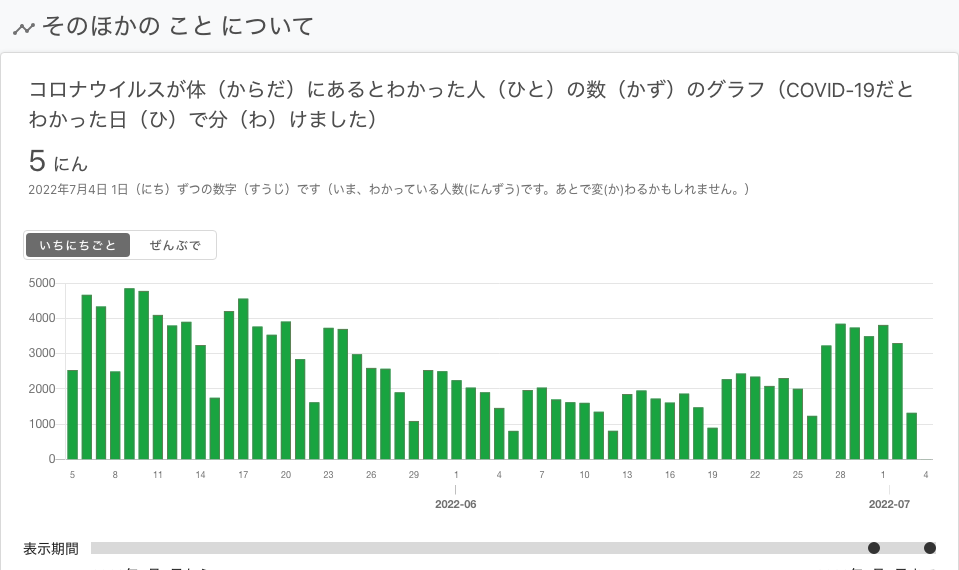 そのほかの こと について
コロナウイルスが体（からだ）にあるとわかった人（ひと）の数（かず）のグラフ（COVID-19だと
わかった日（ひ）で分（わ）けました）
5 にん
2022年7月4日 1日（にち）ずつの数字（すうじ）です（いま、わかっている人数(にんずう)です。あとで変(か)わるかもしれません。）
いちにちごと ぜんぶで
5000
4000
3000
2000
1000
0
5 8 11 14 17 20 23 26 29 1 4 7 10 13 16 19 22 25 28 1 4
2022-06 2022-07
表示期間